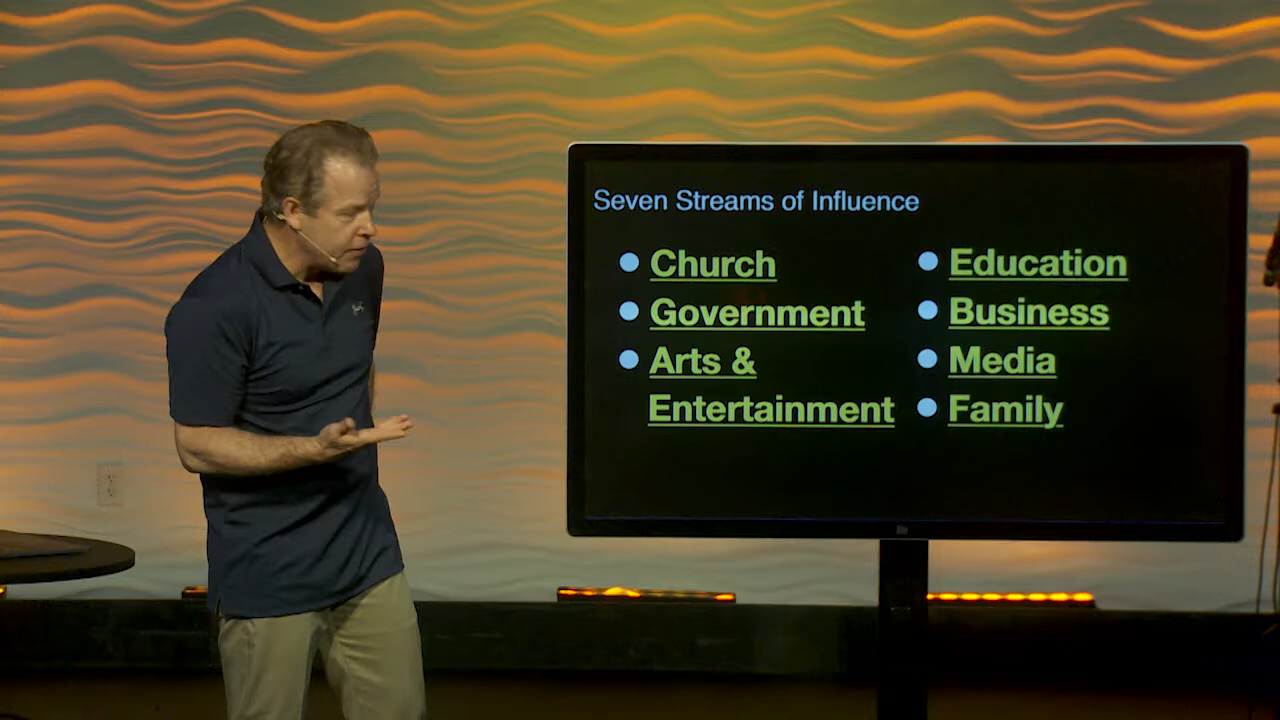 Seven Streams of Influence
Church
Government
Arts &
Entertainment
Education
Business
Media
Family